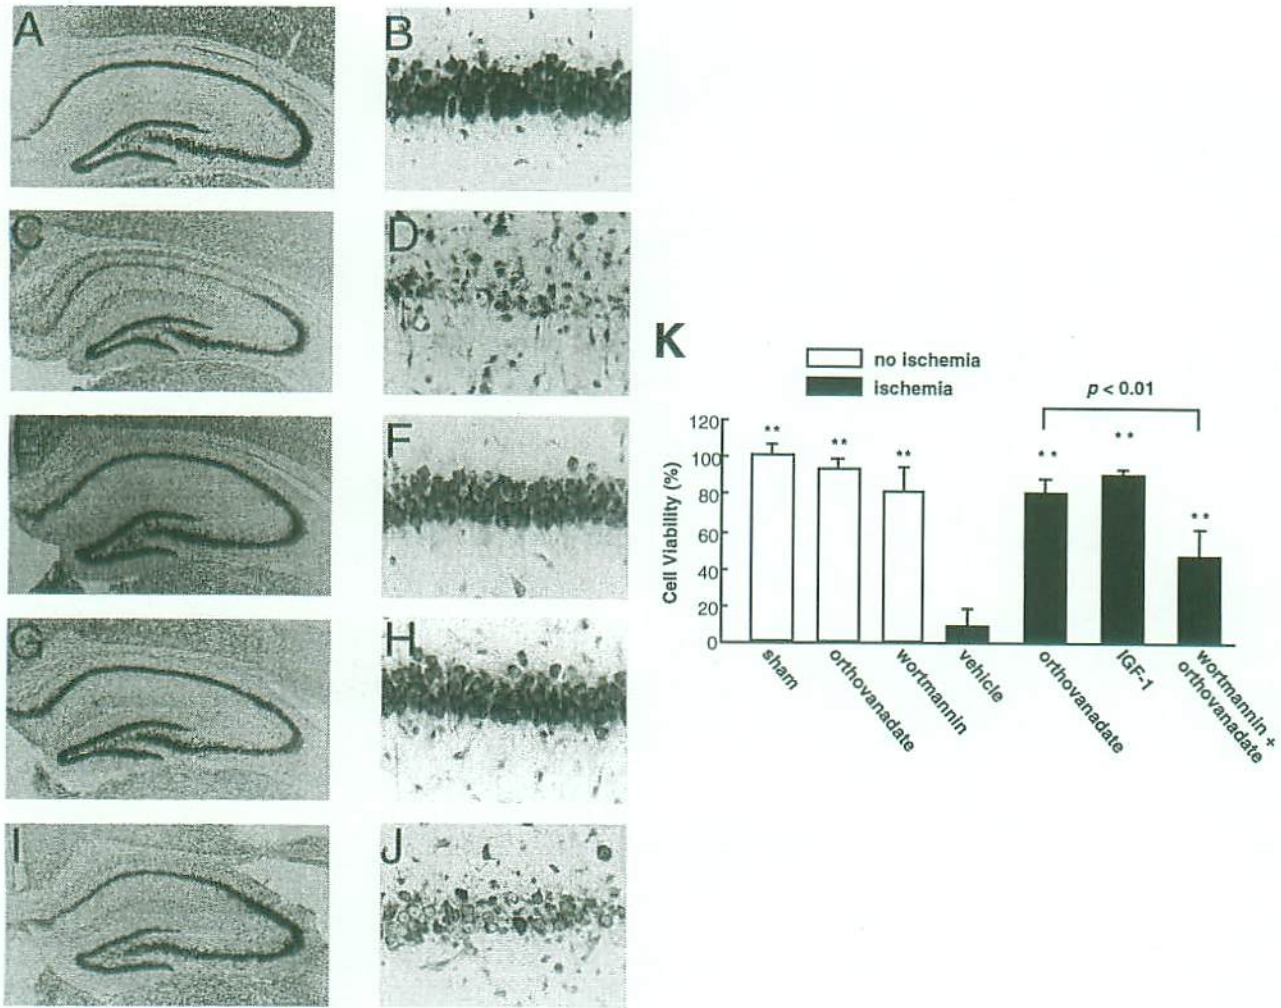 A
B
C
D
E
F
G
H
I
J
K
no ischemia
ischemia
p < 0.01
120
100
80
60
40
20
0
Cell Viability (%)
**
**
**
**
**
**
sham
orthovanadate
wortmannin
vehicle
orthovanadate
IGF-1
wortmannin +
orthovanadate